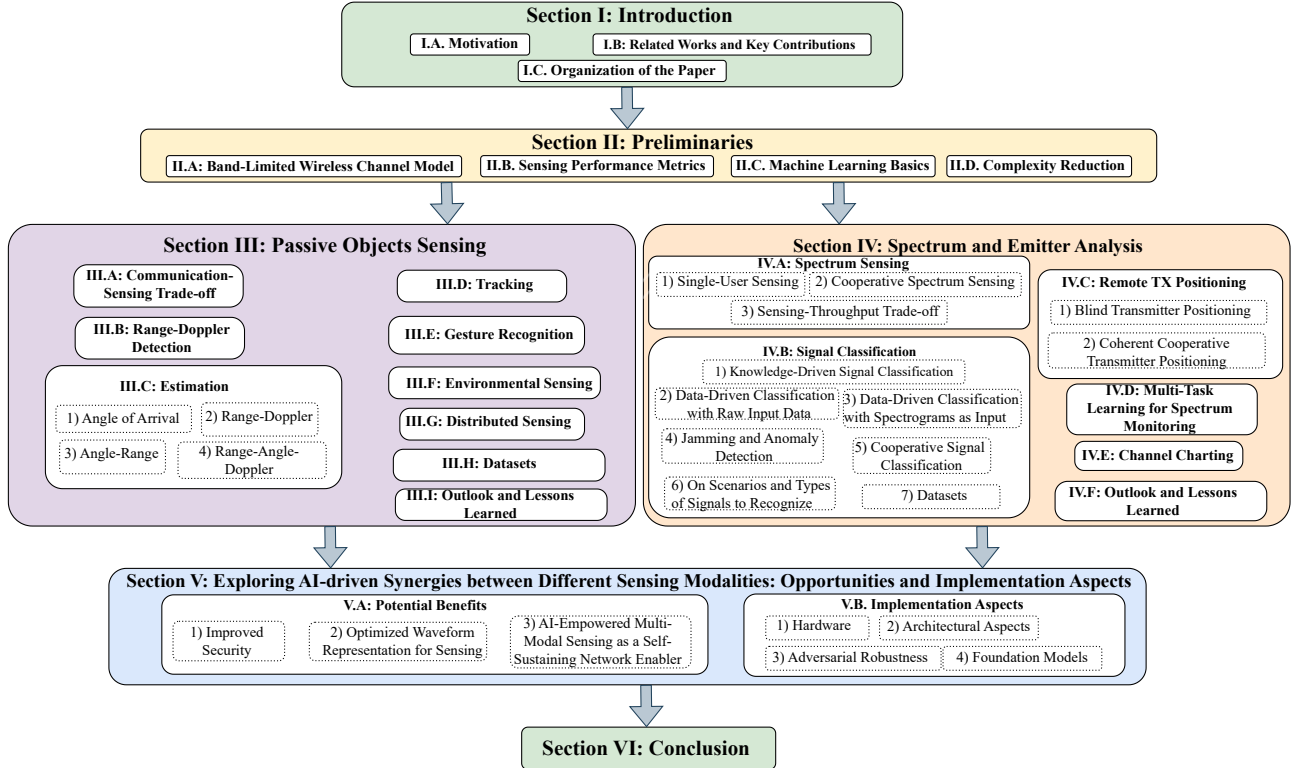 Section I: Introduction
I.A. Motivation
I.B: Related Works and Key Contributions
I.C. Organization of the Paper
Section II: Preliminaries
II.A: Band-Limited Wireless Channel Model
II.B. Sensing Performance Metrics
II.C. Machine Learning Basics
II.D. Complexity Reduction
Section III: Passive Objects Sensing
III.A: Communication-
Sensing Trade-off
III.B: Range-Doppler
Detection
III.C: Estimation
1) Angle of Arrival
2) Range-Doppler
3) Angle-Range
4) Range-Angle-
Doppler
III.D: Tracking
III.E: Gesture Recognition
III.F: Environmental Sensing
III.G: Distributed Sensing
III.H: Datasets
III.I: Outlook and Lessons
Learned
Section IV: Spectrum and Emitter Analysis
IV.A: Spectrum Sensing
1) Single-User Sensing
2) Cooperative Spectrum Sensing
3) Sensing-Throughput Trade-off
IV.B: Signal Classification
1) Knowledge-Driven Signal Classification
2) Data-Driven Classification
with Raw Input Data
3) Data-Driven Classification
with Spectrograms as Input
4) Jamming and Anomaly
Detection
5) Cooperative Signal
Classification
6) On Scenarios and Types
of Signals to Recognize
7) Datasets
IV.C: Remote TX Positioning
1) Blind Transmitter Positioning
2) Coherent Cooperative
Transmitter Positioning
IV.D: Multi-Task
Learning for Spectrum
Monitoring
IV.E: Channel Charting
IV.F: Outlook and Lessons
Learned
Section V: Exploring AI-driven Synergies between Different Sensing Modalities: Opportunities and Implementation Aspects
V.A: Potential Benefits
1) Improved
Security
2) Optimized Waveform
Representation for Sensing
3) AI-Empowered Multi-
Modal Sensing as a Self-
Sustaining Network Enabler
V.B. Implementation Aspects
1) Hardware
2) Architectural Aspects
3) Adversarial Robustness
4) Foundation Models
Section VI: Conclusion